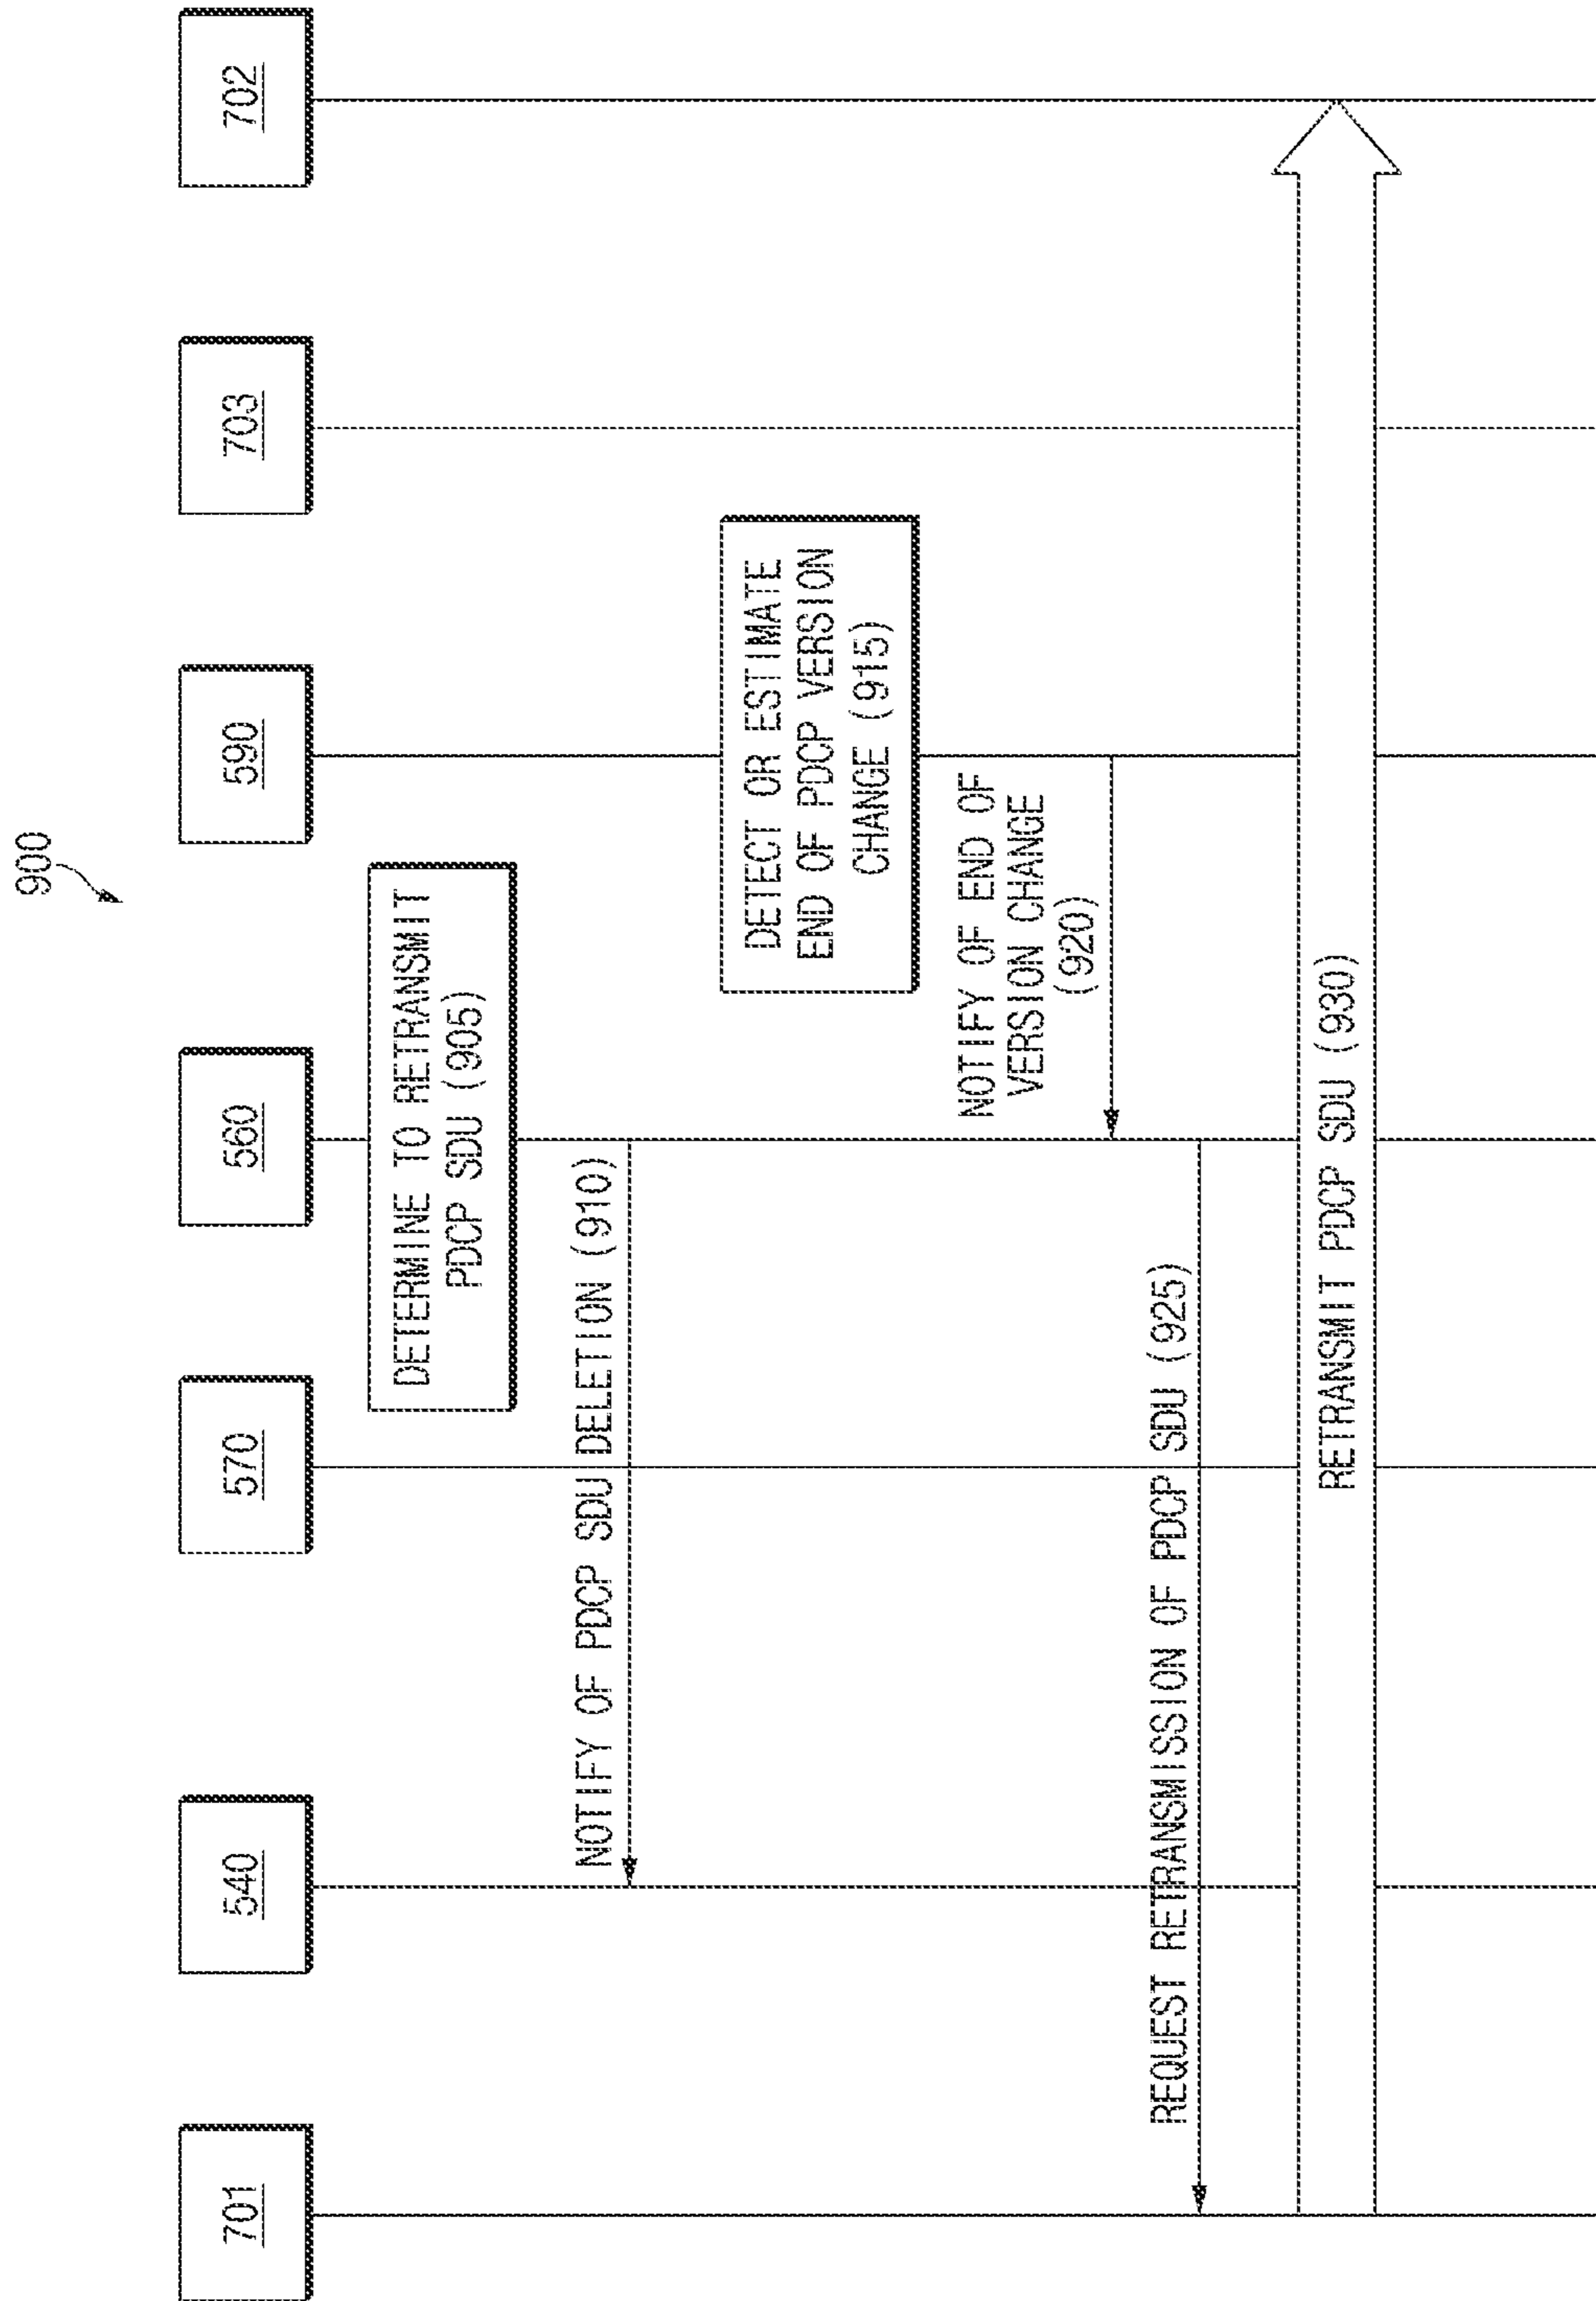 900
701
540
570
560
590
703
702
DETERMINE TO RETRANSMIT
PDCP SDU (905)
NOTIFY OF PDCP SDU DELETION (910)
DETECT OR ESTIMATE
END OF PDCP VERSION
CHANGE (915)
NOTIFY OF END OF
VERSION CHANGE
(920)
REQUEST RETRANSMISSION OF PDCP SDU (925)
RETRANSMIT PDCP SDU (930)